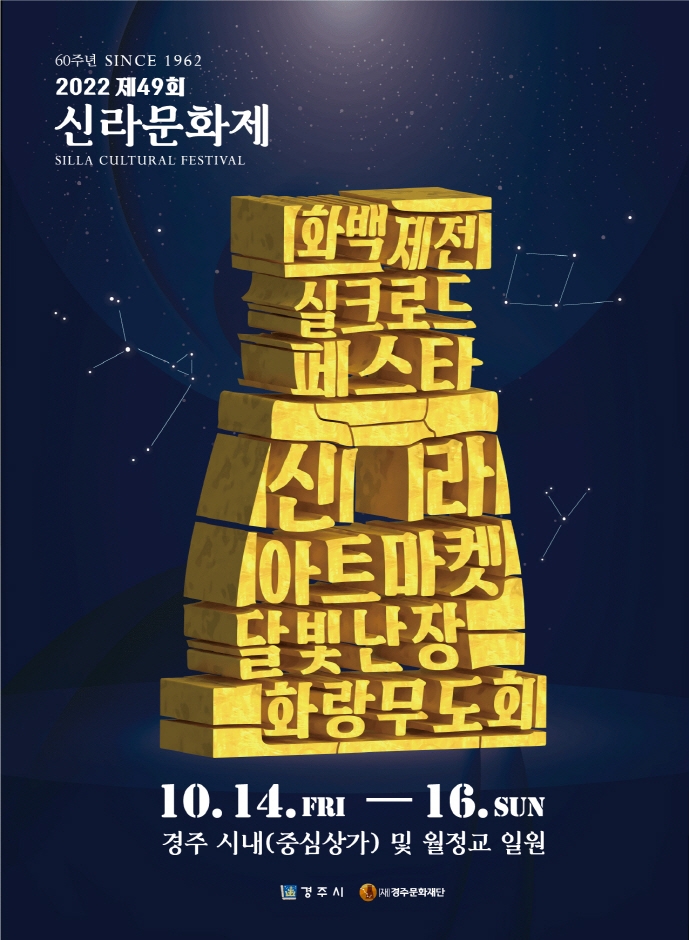 60주년 SINCE 1962
2022 제49회
신라문화제
SILLA CULTURAL FESTIVAL
화백제전
실크로드
페스타
신라
아트마켓
달빛난장
화랑무도회
10.14.FRI — 16.SUN
경주 시내(중심상가) 및 월정교 일원
경주시 (재)경주문화재단